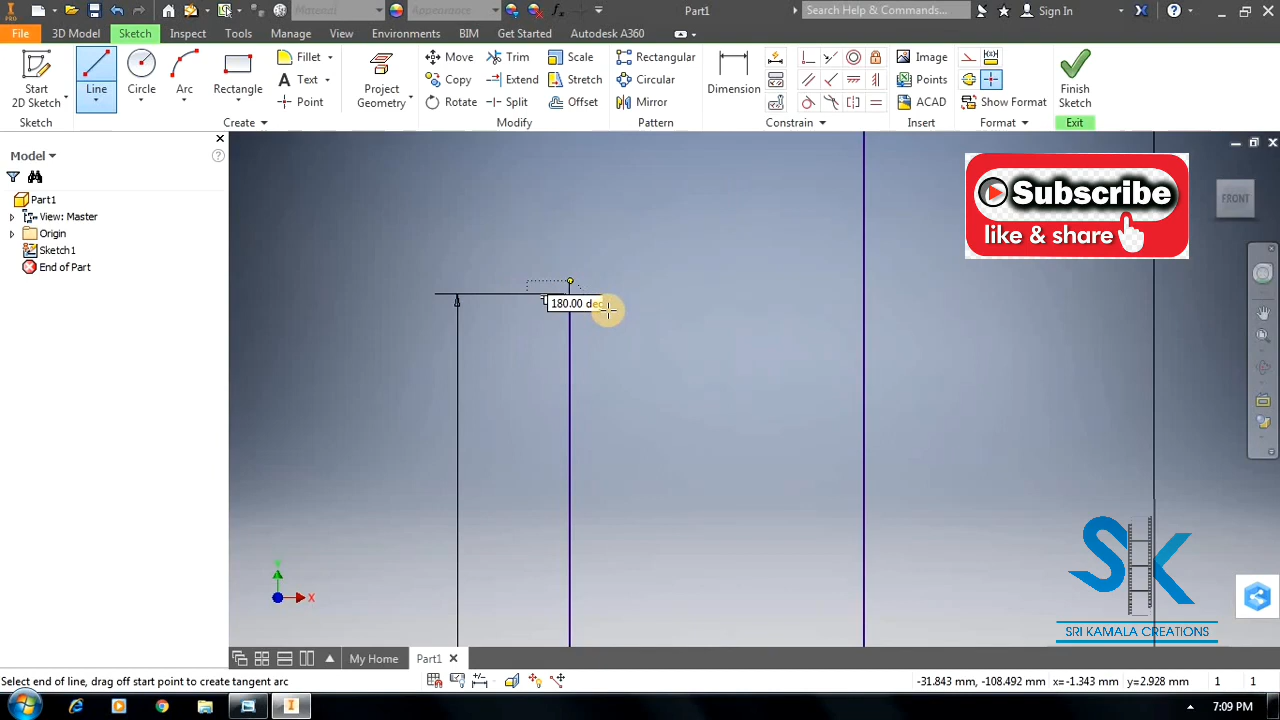 Material
Appearance
Part1
Search Help & Commands...
Sign In
File
3D Model
Sketch
Inspect
Tools
Manage
View
Environments
BIM
Get Started
Autodesk A360
Start
2D Sketch
Line
Circle
Arc
Rectangle
Fillet
Text
Point
Project
Geometry
Move
Copy
Rotate
Trim
Extend
Split
Scale
Stretch
Offset
Rectangular
Circular
Mirror
Dimension
Image
Points
ACAD
Show Format
Finish
Sketch
Sketch
Create
Modify
Pattern
Constrain
Insert
Format
Exit
Model
Part1
View: Master
Origin
Sketch1
End of Part
Subscribe
like & share
FRONT
180.00 deg
X
SK
SRI KAMALA CREATIONS
My Home
Part1
Select end of line, drag off start point to create tangent arc
-31.843 mm, -108.492 mm
x=-1.343 mm
y=2.928 mm
1
1
7:09 PM